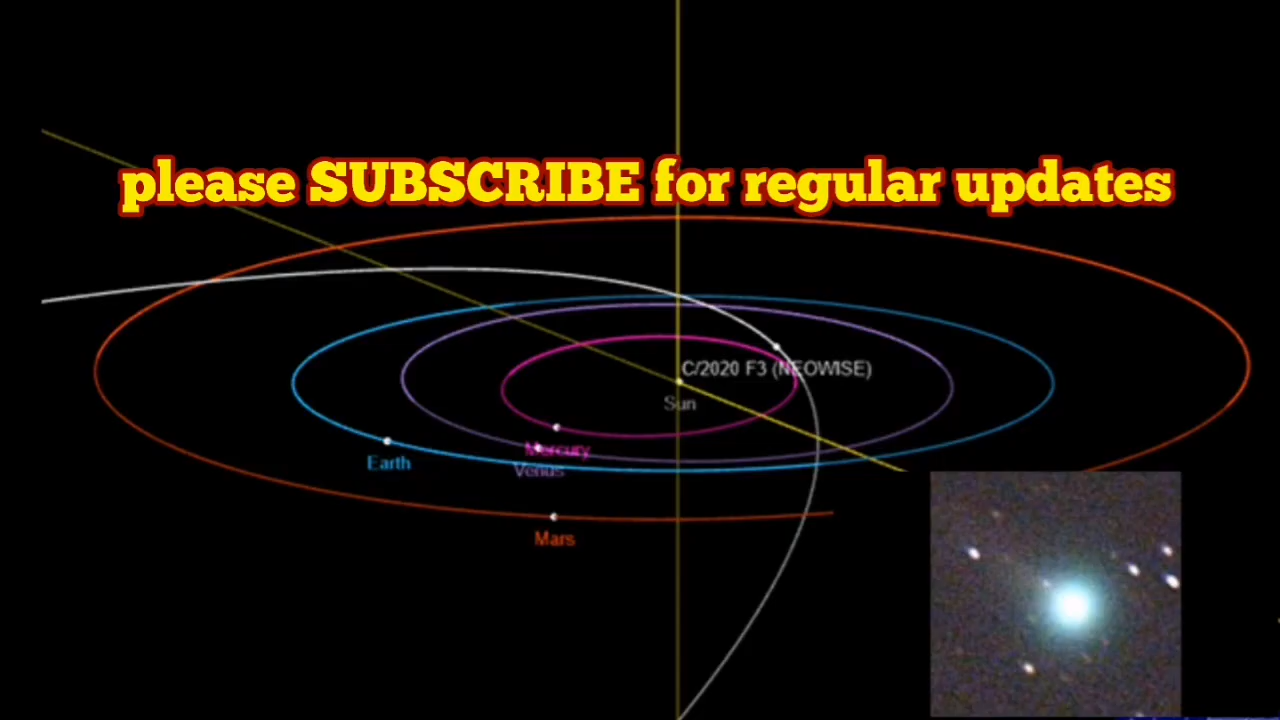 please SUBSCRIBE for regular updates
C/2020 F3 (NEOWISE)
Sun
Mercury
Venus
Earth
Mars